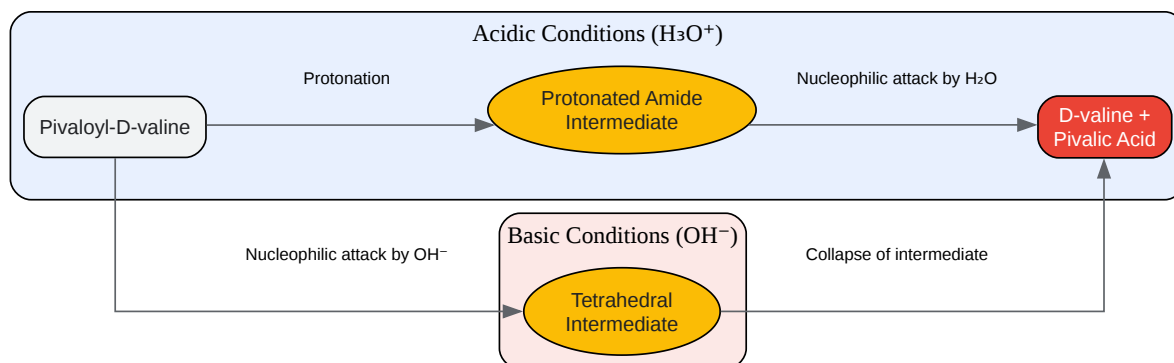 Acidic Conditions (H₃O⁺)
Protonation
Nucleophilic attack by H₂O
Pivaloyl-D-valine
Protonated Amide
Intermediate
D-valine +
Pivalic Acid
Basic Conditions (OH⁻)
Nucleophilic attack by OH⁻
Collapse of intermediate
Tetrahedral
Intermediate